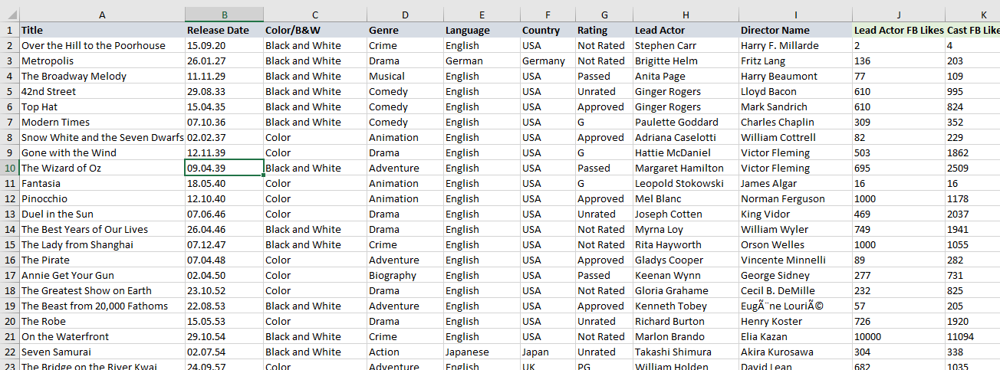 A B C D E F G H I J K
1 Title Release Date Color/B&W Genre Language Country Rating Lead Actor Director Name Lead Actor FB Likes Cast FB Like
2 Over the Hill to the Poorhouse 15.09.20 Black and White Crime English USA Not Rated Stephen Carr Harry F. Millarde 2 4
3 Metropolis 26.01.27 Black and White Drama German Germany Not Rated Brigitte Helm Fritz Lang 136 203
4 The Broadway Melody 11.11.29 Black and White Musical English USA Passed Anita Page Harry Beaumont 77 109
5 42nd Street 29.08.33 Black and White Comedy English USA Unrated Ginger Rogers Lloyd Bacon 610 995
6 Top Hat 15.04.35 Black and White Comedy English USA Approved Ginger Rogers Mark Sandrich 610 824
7 Modern Times 07.10.36 Black and White Comedy English USA G Paulette Goddard Charles Chaplin 309 352
8 Snow White and the Seven Dwarfs 02.02.37 Color Animation English USA Approved Adriana Caselotti William Cottrell 82 229
9 Gone with the Wind 12.11.39 Color Drama English USA G Hattie McDaniel Victor Fleming 503 1862
10 The Wizard of Oz 09.04.39 Black and White Adventure English USA Passed Margaret Hamilton Victor Fleming 695 2509
11 Fantasia 18.05.40 Color Animation English USA G Leopold Stokowski James Algar 16 16
12 Pinocchio 12.10.40 Color Animation English USA Approved Mel Blanc Norman Ferguson 1000 1178
13 Duel in the Sun 07.06.46 Color Drama English USA Unrated Joseph Cotten King Vidor 469 2037
14 The Best Years of Our Lives 26.04.46 Black and White Drama English USA Not Rated Myrna Loy William Wyler 749 1941
15 The Lady from Shanghai 07.12.47 Black and White Crime English USA Not Rated Rita Hayworth Orson Welles 1000 1055
16 The Pirate 07.04.48 Color Adventure English USA Approved Gladys Cooper Vincente Minnelli 89 282
17 Annie Get Your Gun 02.04.50 Color Biography English USA Passed Keenan Wynn George Sidney 277 731
18 The Greatest Show on Earth 23.10.52 Color Drama English USA Not Rated Gloria Grahame Cecil B. DeMille 232 825
19 The Beast from 20,000 Fathoms 22.08.53 Black and White Adventure English USA Approved Kenneth Tobey EugÃ¨ne LouriÃ© 57 205
20 The Robe 15.05.53 Color Drama English USA Unrated Richard Burton Henry Koster 726 1920
21 On the Waterfront 29.10.54 Black and White Crime English USA Not Rated Marlon Brando Elia Kazan 10000 11094
22 Seven Samurai 02.07.54 Black and White Action Japanese Japan Unrated Takashi Shimura Akira Kurosawa 304 338
23 The Bridge on the River Kwai 24.09.57 Color Adventure English UK PG William Holden David Lean 682 1035